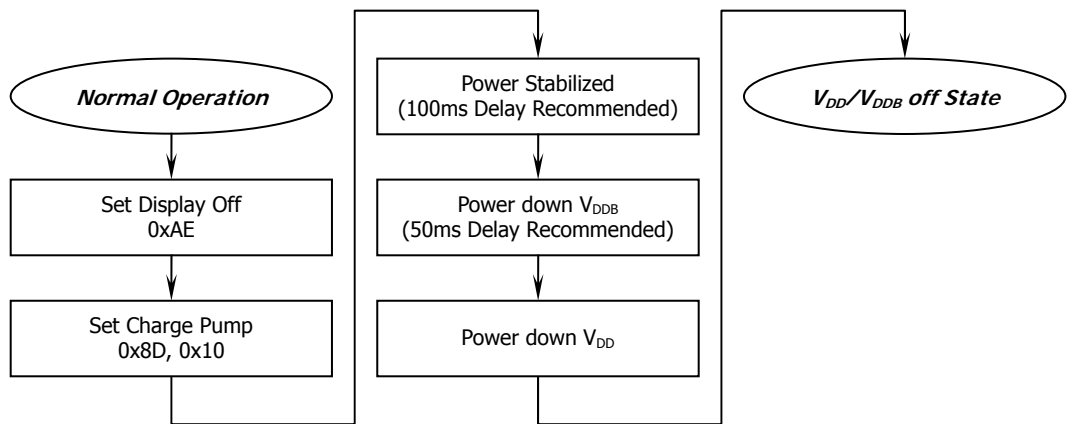 Normal Operation
Set Display Off
0xAE
Set Charge Pump
0x8D, 0x10
Power Stabilized
(100ms Delay Recommended)
Power down VDDB
(50ms Delay Recommended)
Power down VDD
VDD/VDDB off State